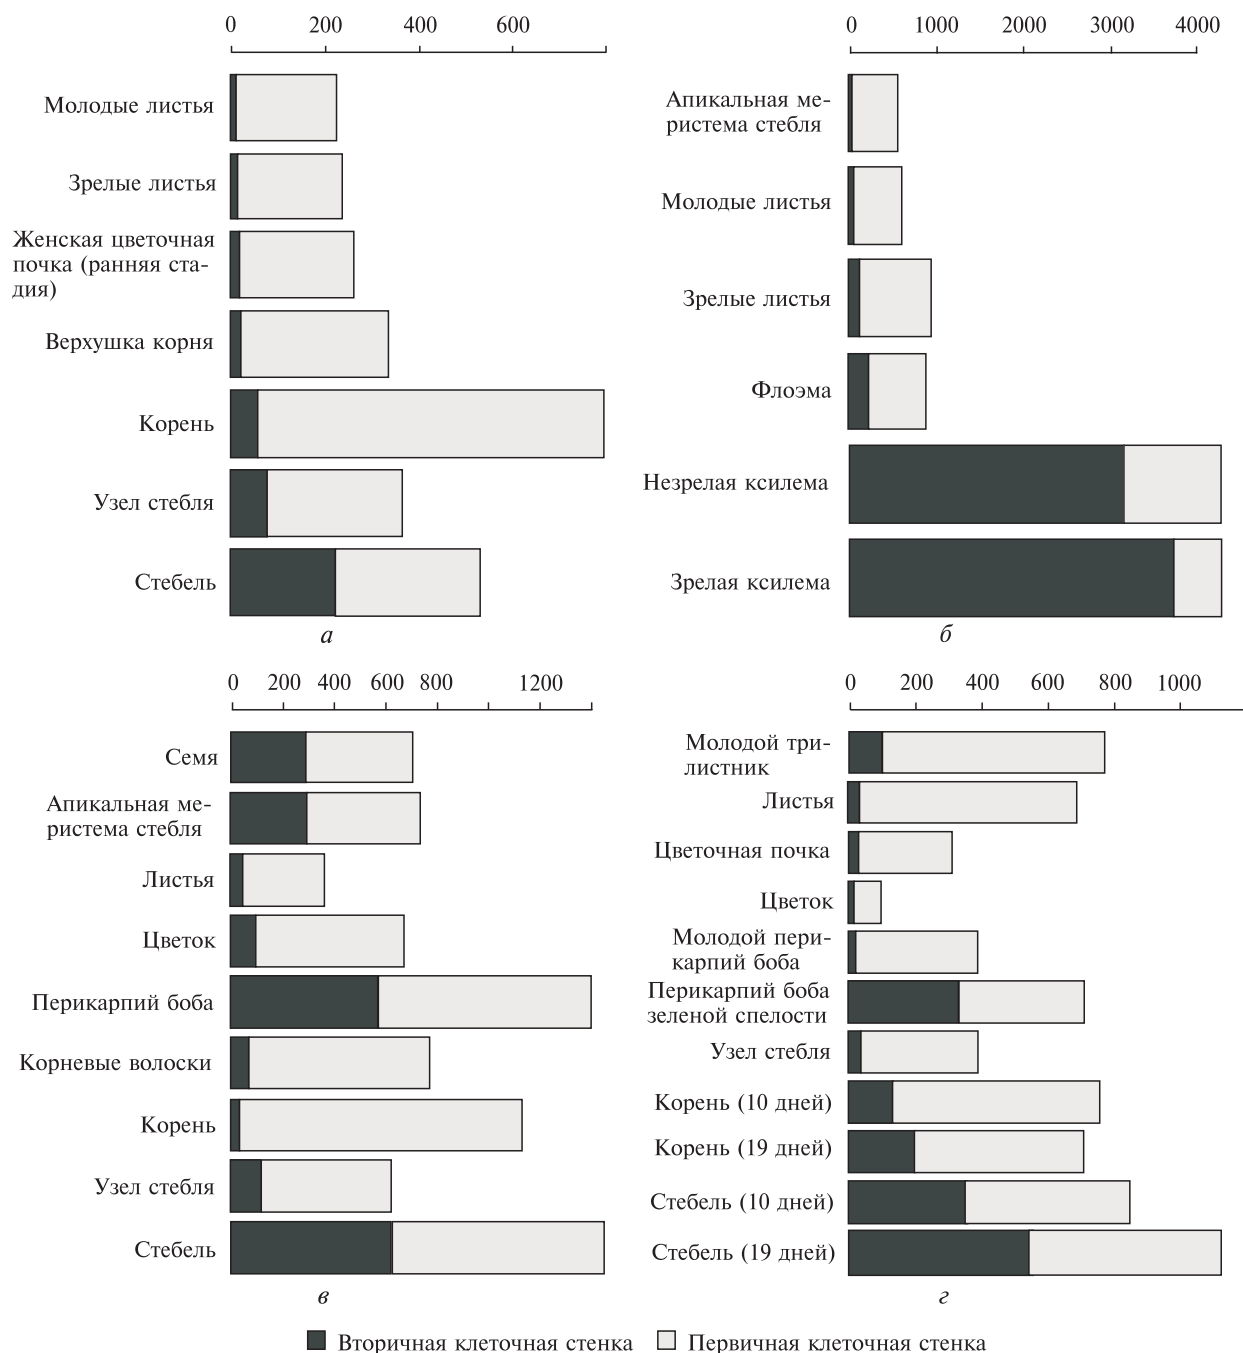 0 200 400 600
Молодые листья
Зрелые листья
Женская цветочная
почка (ранняя ста-
дия)
Верхушка корня
Корень
Узел стебля
Стебель
а
0 1000 2000 3000 4000
Апикальная ме-
ристема стебля
Молодые листья
Зрелые листья
Флоэма
Незрелая ксилема
Зрелая ксилема
б
0 200 400 600 800 1200
Семя
Апикальная ме-
ристема стебля
Листья
Цветок
Перикарпий боба
Корневые волоски
Корень
Узел стебля
Стебель
в
0 200 400 600 800 1000
Молодой три-
листник
Листья
Цветочная почка
Цветок
Молодой пери-
карпий боба
Перикарпий боба
зеленой спелости
Узел стебля
Корень (10 дней)
Корень (19 дней)
Стебель (10 дней)
Стебель (19 дней)
г
Вторичная клеточная стенка Первичная клеточная стенка